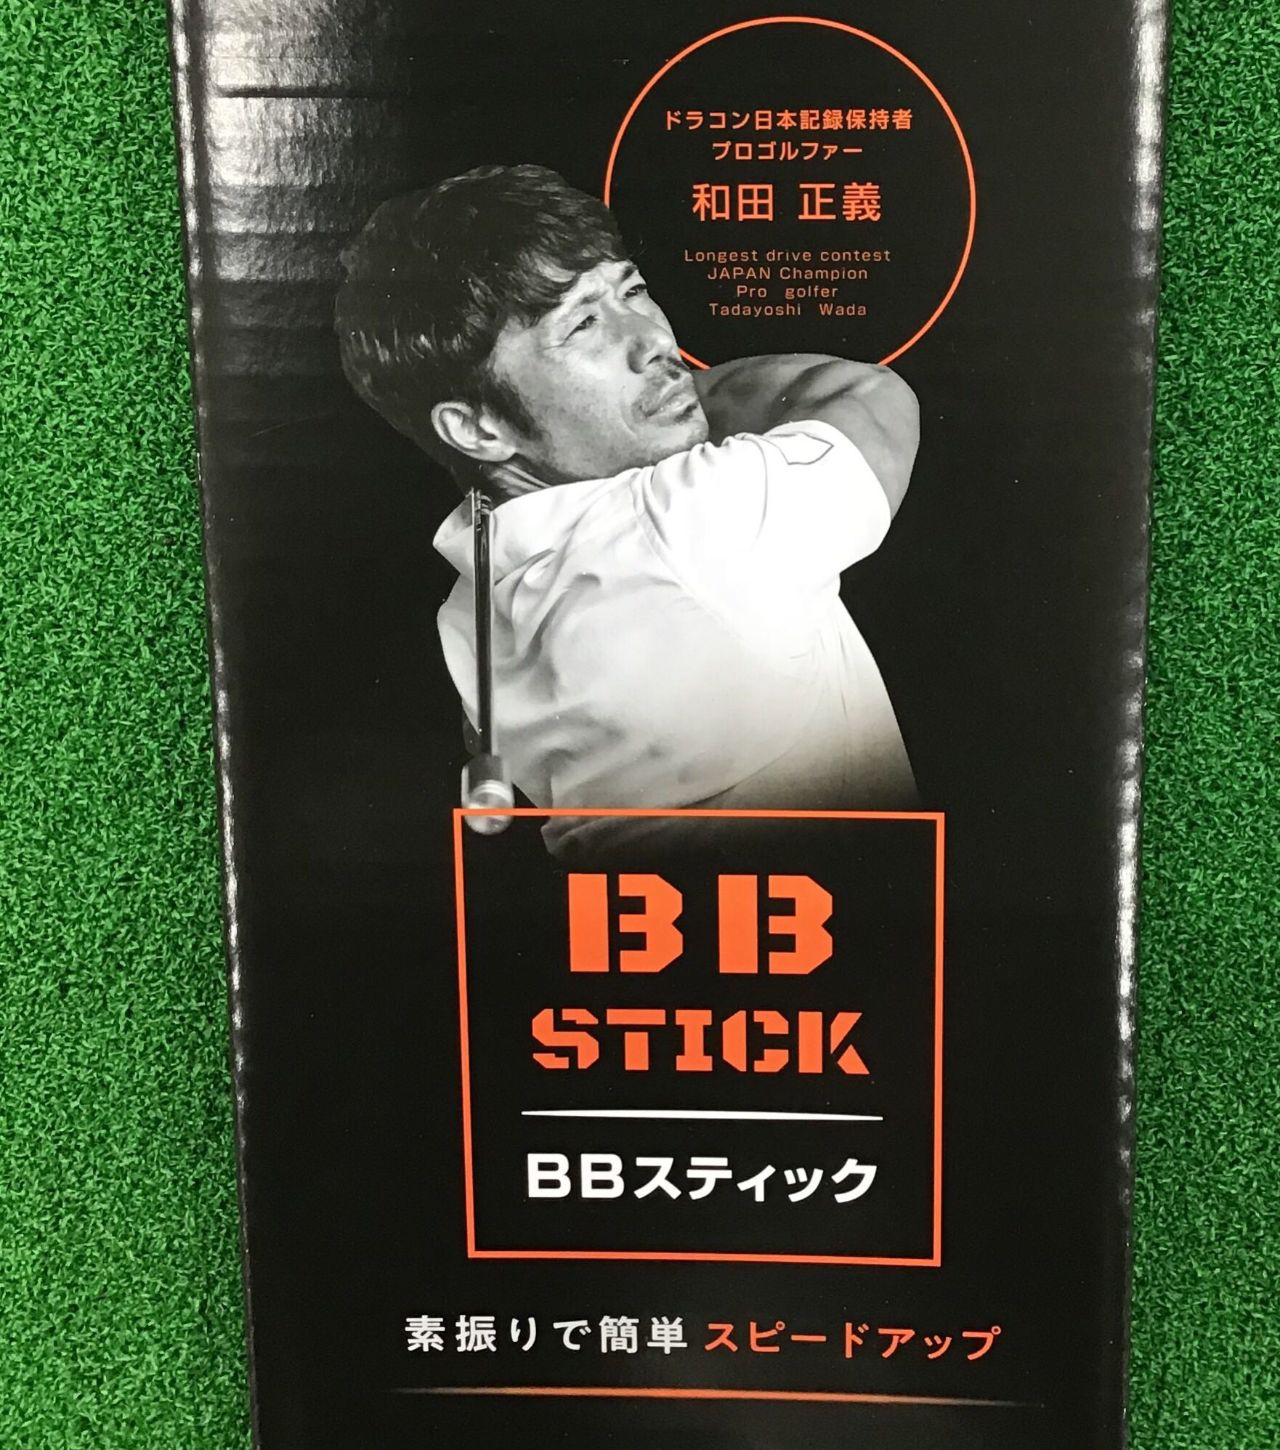 ドラコン日本記録保持者
プロゴルファー
和田 正義
Longest drive contest
JAPAN Champion
Pro golfer
Tadayoshi Wada
BB
STICK
BBスティック
素振りで簡単 スピードアップ